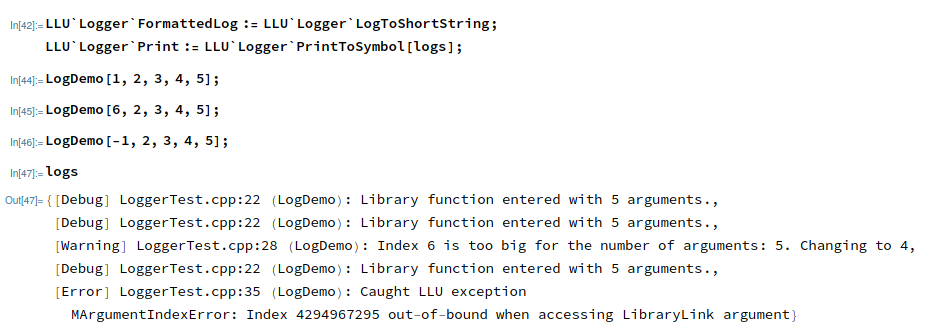 In[42]:= LLU`Logger`FormattedLog := LLU`Logger`LogToShortString;
LLU`Logger`Print := LLU`Logger`PrintToSymbol[logs];
In[44]:= LogDemo[1, 2, 3, 4, 5];
In[45]:= LogDemo[6, 2, 3, 4, 5];
In[46]:= LogDemo[-1, 2, 3, 4, 5];
In[47]:= logs
Out[47]= {[Debug] LoggerTest.cpp:22 (LogDemo): Library function entered with 5 arguments.,
[Debug] LoggerTest.cpp:22 (LogDemo): Library function entered with 5 arguments.,
[Warning] LoggerTest.cpp:28 (LogDemo): Index 6 is too big for the number of arguments: 5. Changing to 4,
[Debug] LoggerTest.cpp:22 (LogDemo): Library function entered with 5 arguments.,
[Error] LoggerTest.cpp:35 (LogDemo): Caught LLU exception
MArgumentIndexError: Index 4294967295 out-of-bound when accessing LibraryLink argument}